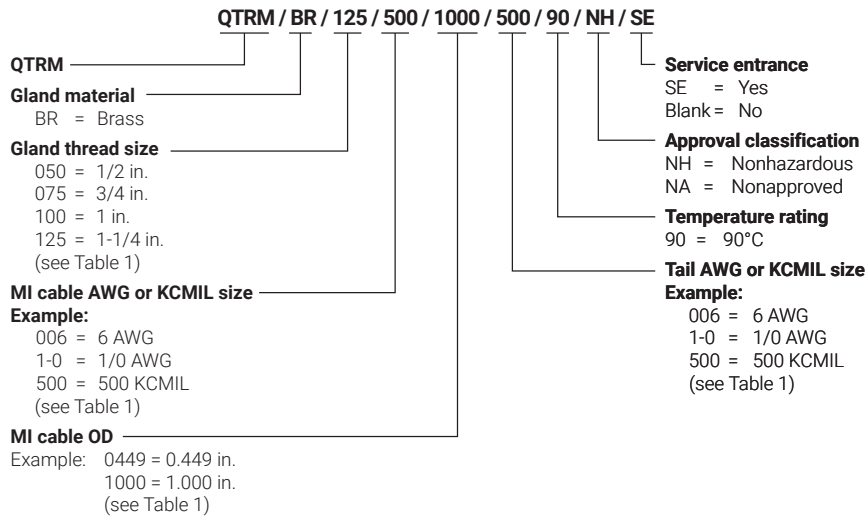 QTRM / BR / 125 / 500 / 1000 / 500 / 90 / NH / SE
QTRM
Gland material
BR = Brass
Gland thread size
050 = 1/2 in.
075 = 3/4 in.
100 = 1 in.
125 = 1-1/4 in.
(see Table 1)
MI cable AWG or KCMIL size
Example:
006 = 6 AWG
1-0 = 1/0 AWG
500 = 500 KCMIL
(see Table 1)
MI cable OD
Example: 0449 = 0.449 in.
1000 = 1.000 in.
(see Table 1)
Service entrance
SE = Yes
Blank = No
Approval classification
NH = Nonhazardous
NA = Nonapproved
Temperature rating
90 = 90°C
Tail AWG or KCMIL size
Example:
006 = 6 AWG
1-0 = 1/0 AWG
500 = 500 KCMIL
(see Table 1)